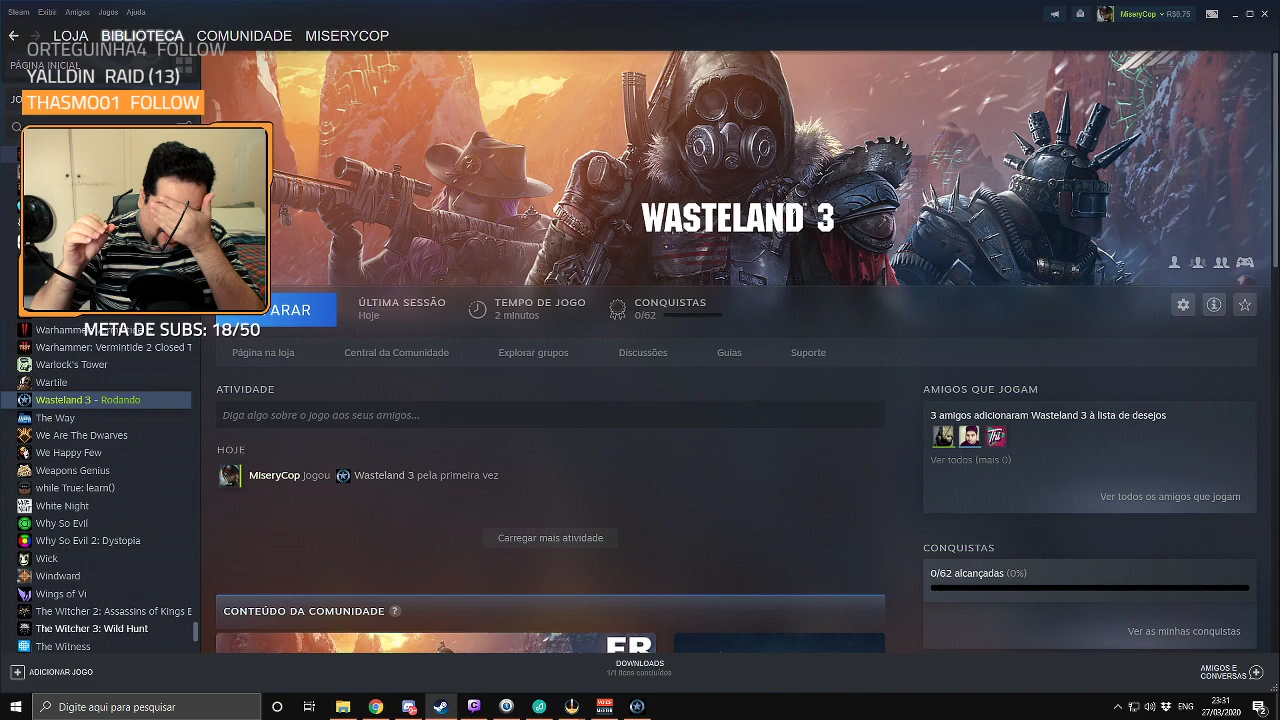 Steam Exibir Amigos Jogos Ajuda
MiseryCop R$0,75
LOJA BIBLIOTECA COMUNIDADE MISERYCOP
ORTEGUINHA4 FOLLOW
PÁGINA INICIAL
YALLDIN RAID (13)
THASMO01 FOLLOW
META DE SUBS: 18/50
WASTELAND 3
ARAR
ÚLTIMA SESSÃO
Hoje
TEMPO DE JOGO
2 minutos
CONQUISTAS
0/62
Página na loja Central da Comunidade Explorar grupos Discussões Guias Suporte
Warhammer: Vermintide 2 Closed T
Warlock's Tower
Wartile
Wasteland 3 - Rodando
The Way
We Are The Dwarves
We Happy Few
Weapons Genius
while True: learn()
White Night
Why So Evil
Why So Evil 2: Dystopia
Wick
Windward
Wings of Vi
The Witcher 2: Assassins of Kings E
The Witcher 3: Wild Hunt
The Witness
ATIVIDADE
Diga algo sobre o jogo aos seus amigos...
HOJE
MiseryCop jogou Wasteland 3 pela primeira vez
Carregar mais atividade
CONTEÚDO DA COMUNIDADE ?
AMIGOS QUE JOGAM
3 amigos adicionaram Wasteland 3 à lista de desejos
Ver todos (mais 0)
Ver todos os amigos que jogam
CONQUISTAS
0/62 alcançadas (0%)
Ver as minhas conquistas
ADICIONAR JOGO
DOWNLOADS
1/1 itens concluídos
AMIGOS E
CONVERSAS
Digite aqui para pesquisar
ENG
23:31
27/08/2020